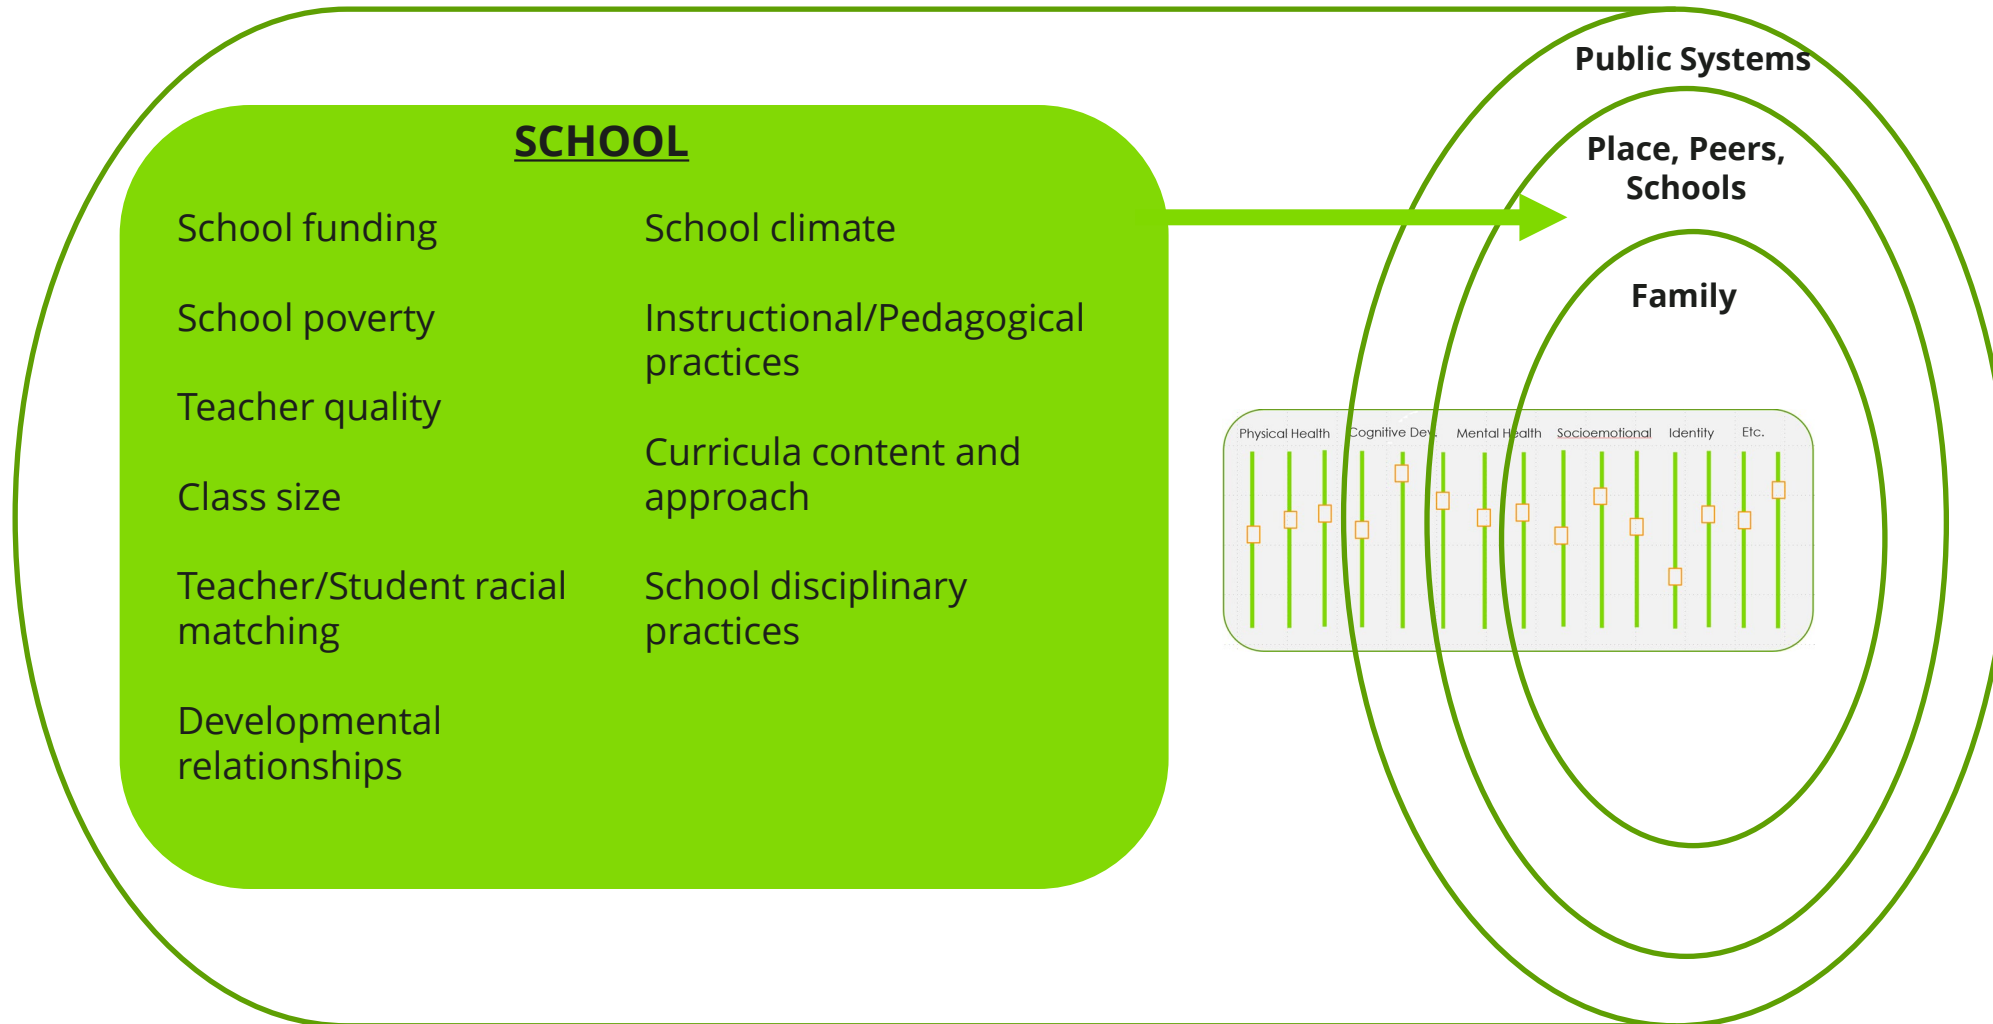 SCHOOL
School funding
School poverty
Teacher quality
Class size
Teacher/Student racial
matching
Developmental
relationships
School climate
Instructional/Pedagogical
practices
Curricula content and
approach
School disciplinary
practices
Public Systems
Place, Peers,
Schools
Family
Physical Health
Cognitive Dev.
Mental Health
Socioemotional
Identity
Etc.